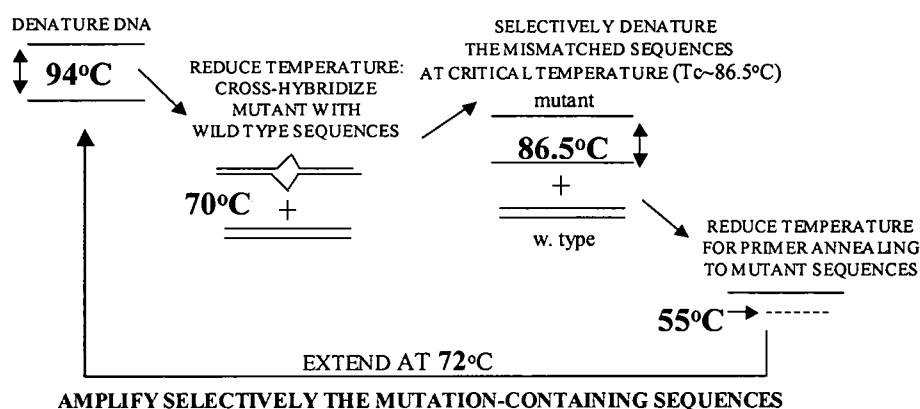 DENATURE DNA
94°C
REDUCE TEMPERATURE:
CROSS-HYBRIDIZE
MUTANT WITH
WILD TYPE SEQUENCES
70°C
+
SELECTIVELY DENATURE
THE MISMATCHED SEQUENCES
AT CRITICAL TEMPERATURE (Tc~86.5°C)
mutant
86.5°C
+
w. type
REDUCE TEMPERATURE
FOR PRIMER ANNEALING
TO MUTANT SEQUENCES
55°C
EXTEND AT 72°C
AMPLIFY SELECTIVELY THE MUTATION-CONTAINING SEQUENCES